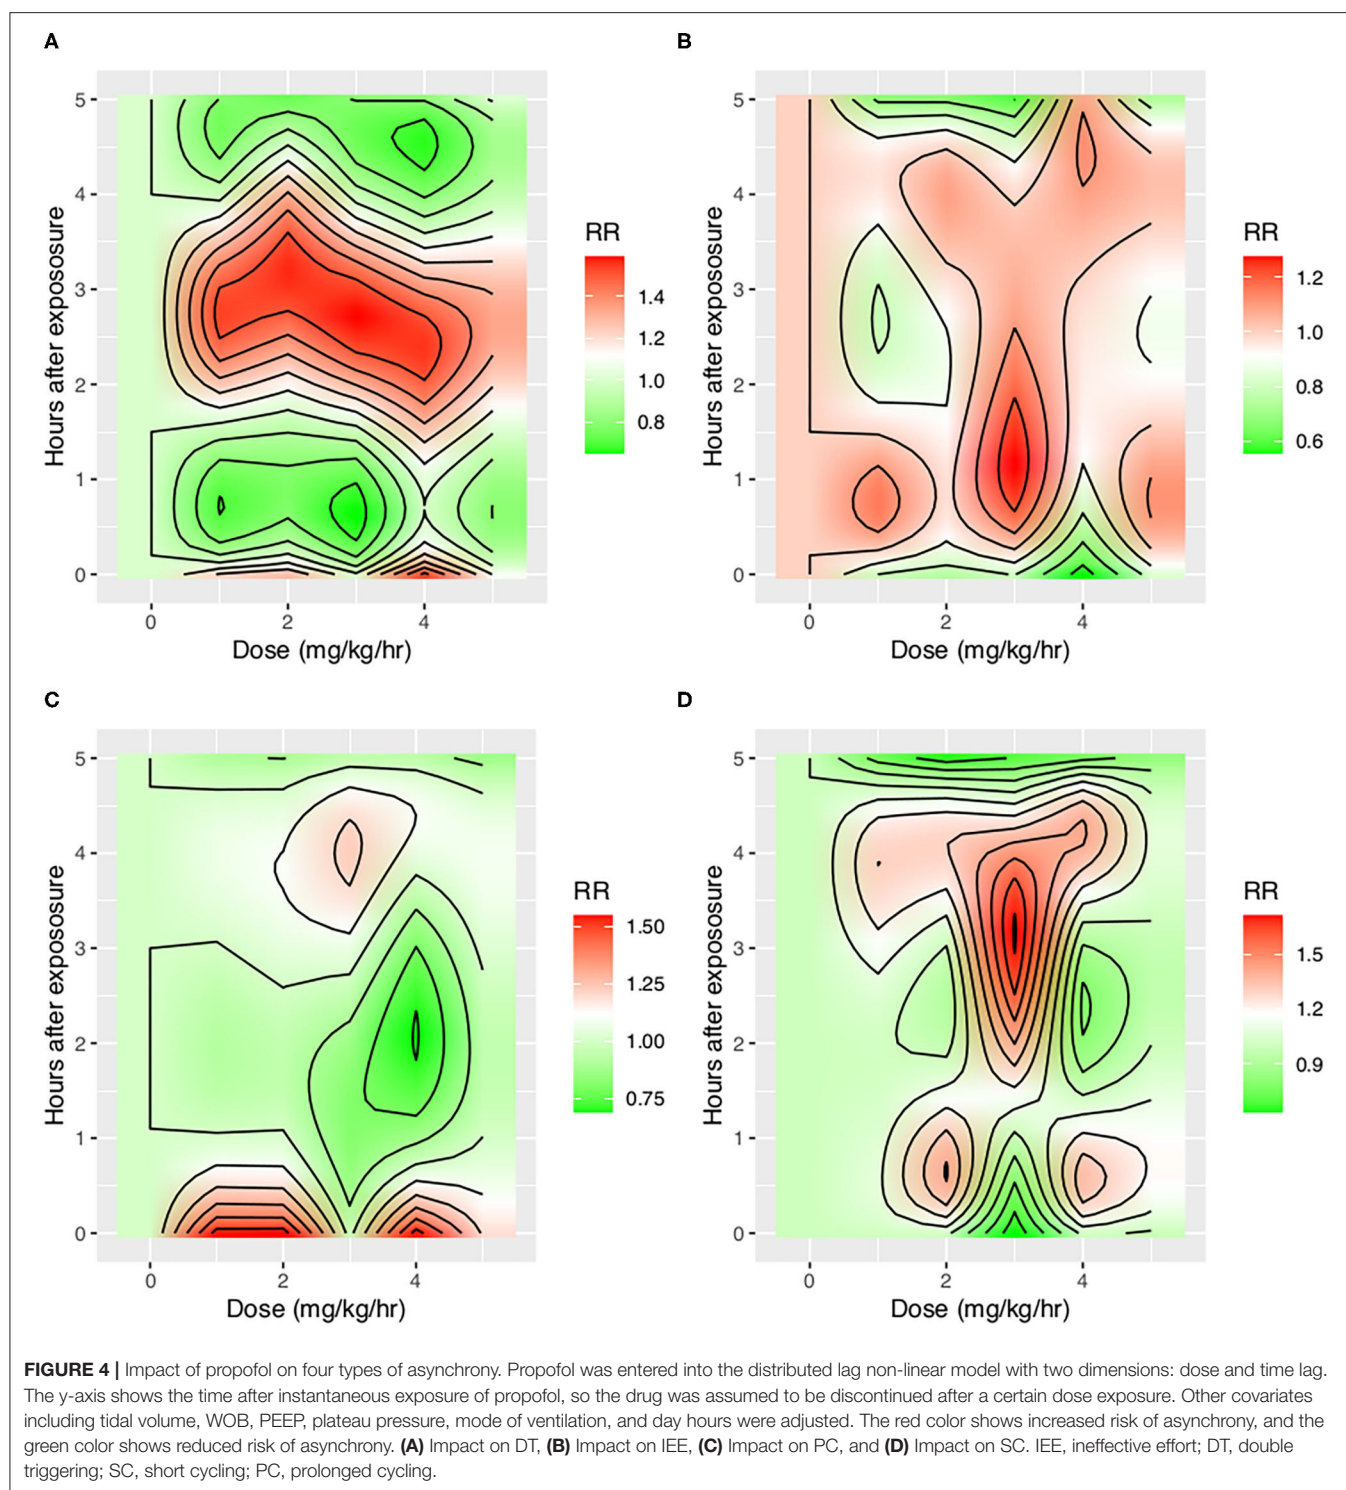 A
5
4
3
2
1
0
Hours after expososure
0 2 4
Dose (mg/kg/hr)
RR
1.4
1.2
1.0
0.8
B
5
4
3
2
1
0
Hours after expososure
0 2 4
Dose (mg/kg/hr)
RR
1.2
1.0
0.8
0.6
C
5
4
3
2
1
0
Hours after expososure
0 2 4
Dose (mg/kg/hr)
RR
1.50
1.25
1.00
0.75
D
5
4
3
2
1
0
Hours after expososure
0 2 4
Dose (mg/kg/hr)
RR
1.5
1.2
0.9
FIGURE 4 | Impact of propofol on four types of asynchrony. Propofol was entered into the distributed lag non-linear model with two dimensions: dose and time lag.
The y-axis shows the time after instantaneous exposure of propofol, so the drug was assumed to be discontinued after a certain dose exposure. Other covariates
including tidal volume, WOB, PEEP, plateau pressure, mode of ventilation, and day hours were adjusted. The red color shows increased risk of asynchrony, and the
green color shows reduced risk of asynchrony. (A) Impact on DT, (B) Impact on IEE, (C) Impact on PC, and (D) Impact on SC. IEE, ineffective effort; DT, double
triggering; SC, short cycling; PC, prolonged cycling.